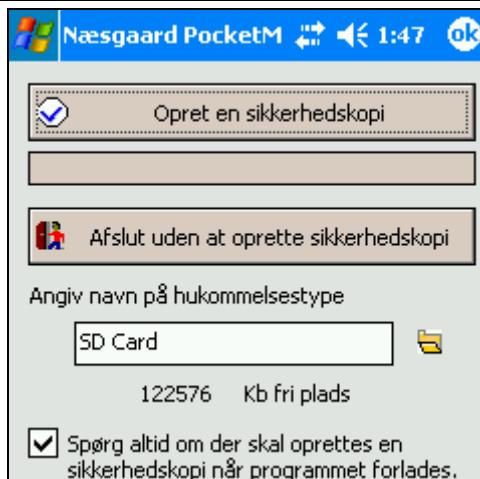 Næsgaard PocketM 1:47 ok
Opret en sikkerhedskopi
Afslut uden at oprette sikkerhedskopi
Angiv navn på hukommelsestype
SD Card
122576 Kb fri plads
Spørg altid om der skal oprettes en
sikkerhedskopi når programmet forlades.